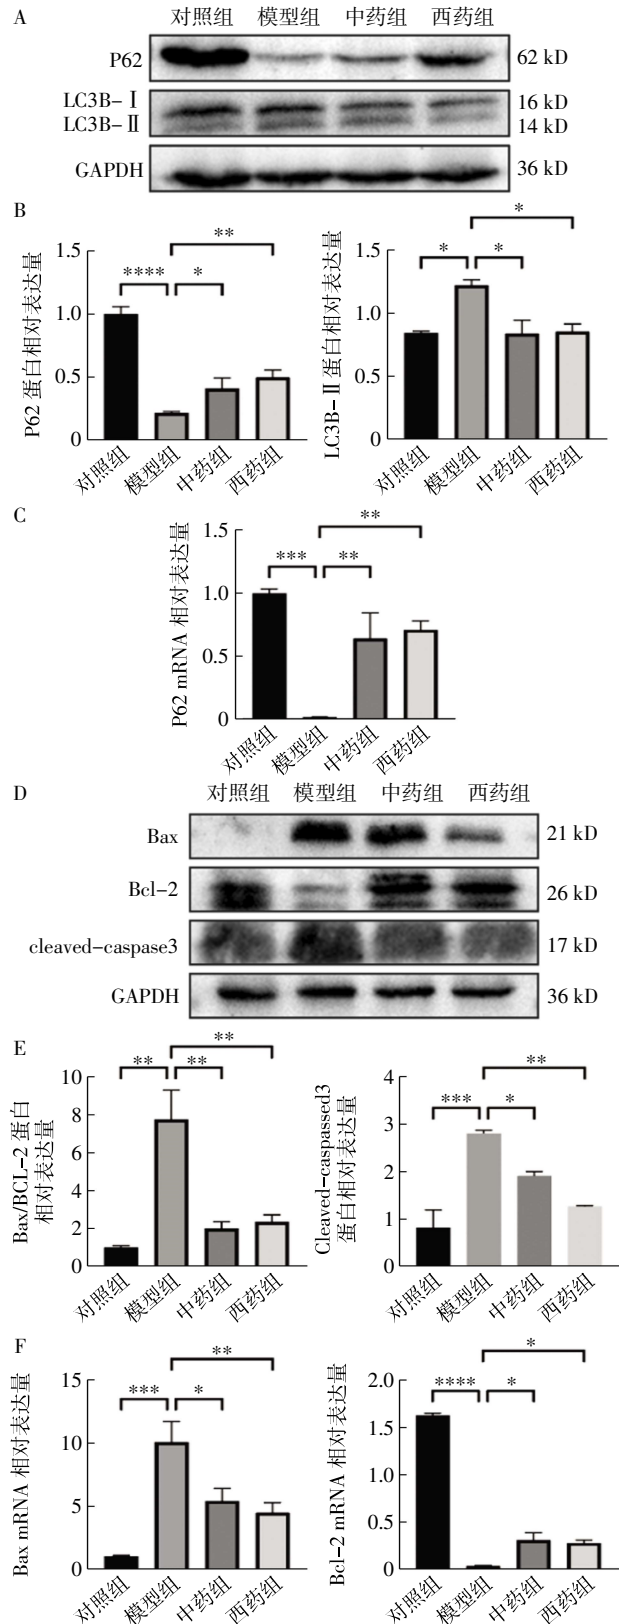 A
对照组 模型组 中药组 西药组
P62 62 kD
LC3B-Ⅰ 16 kD
LC3B-Ⅱ 14 kD
GAPDH 36 kD
B
P62 蛋白相对表达量
1.5
1.0
0.5
0
**** * **
对照组 模型组 中药组 西药组
LC3B-Ⅱ 蛋白相对表达量
1.5
1.0
0.5
0
* * *
对照组 模型组 中药组 西药组
C
P62 mRNA 相对表达量
1.5
1.0
0.5
0
*** ** **
对照组 模型组 中药组 西药组
D
对照组 模型组 中药组 西药组
Bax 21 kD
Bcl-2 26 kD
cleaved-caspase3 17 kD
GAPDH 36 kD
E
Bax/BCL-2 蛋白
相对表达量
10
8
6
4
2
0
** ** **
对照组 模型组 中药组 西药组
Cleaved-caspassed3
蛋白相对表达量
4
3
2
1
0
*** * **
对照组 模型组 中药组 西药组
F
Bax mRNA 相对表达量
15
10
5
0
*** * **
对照组 模型组 中药组 西药组
Bcl-2 mRNA 相对表达量
2.0
1.5
1.0
0.5
0
**** * *
对照组 模型组 中药组 西药组